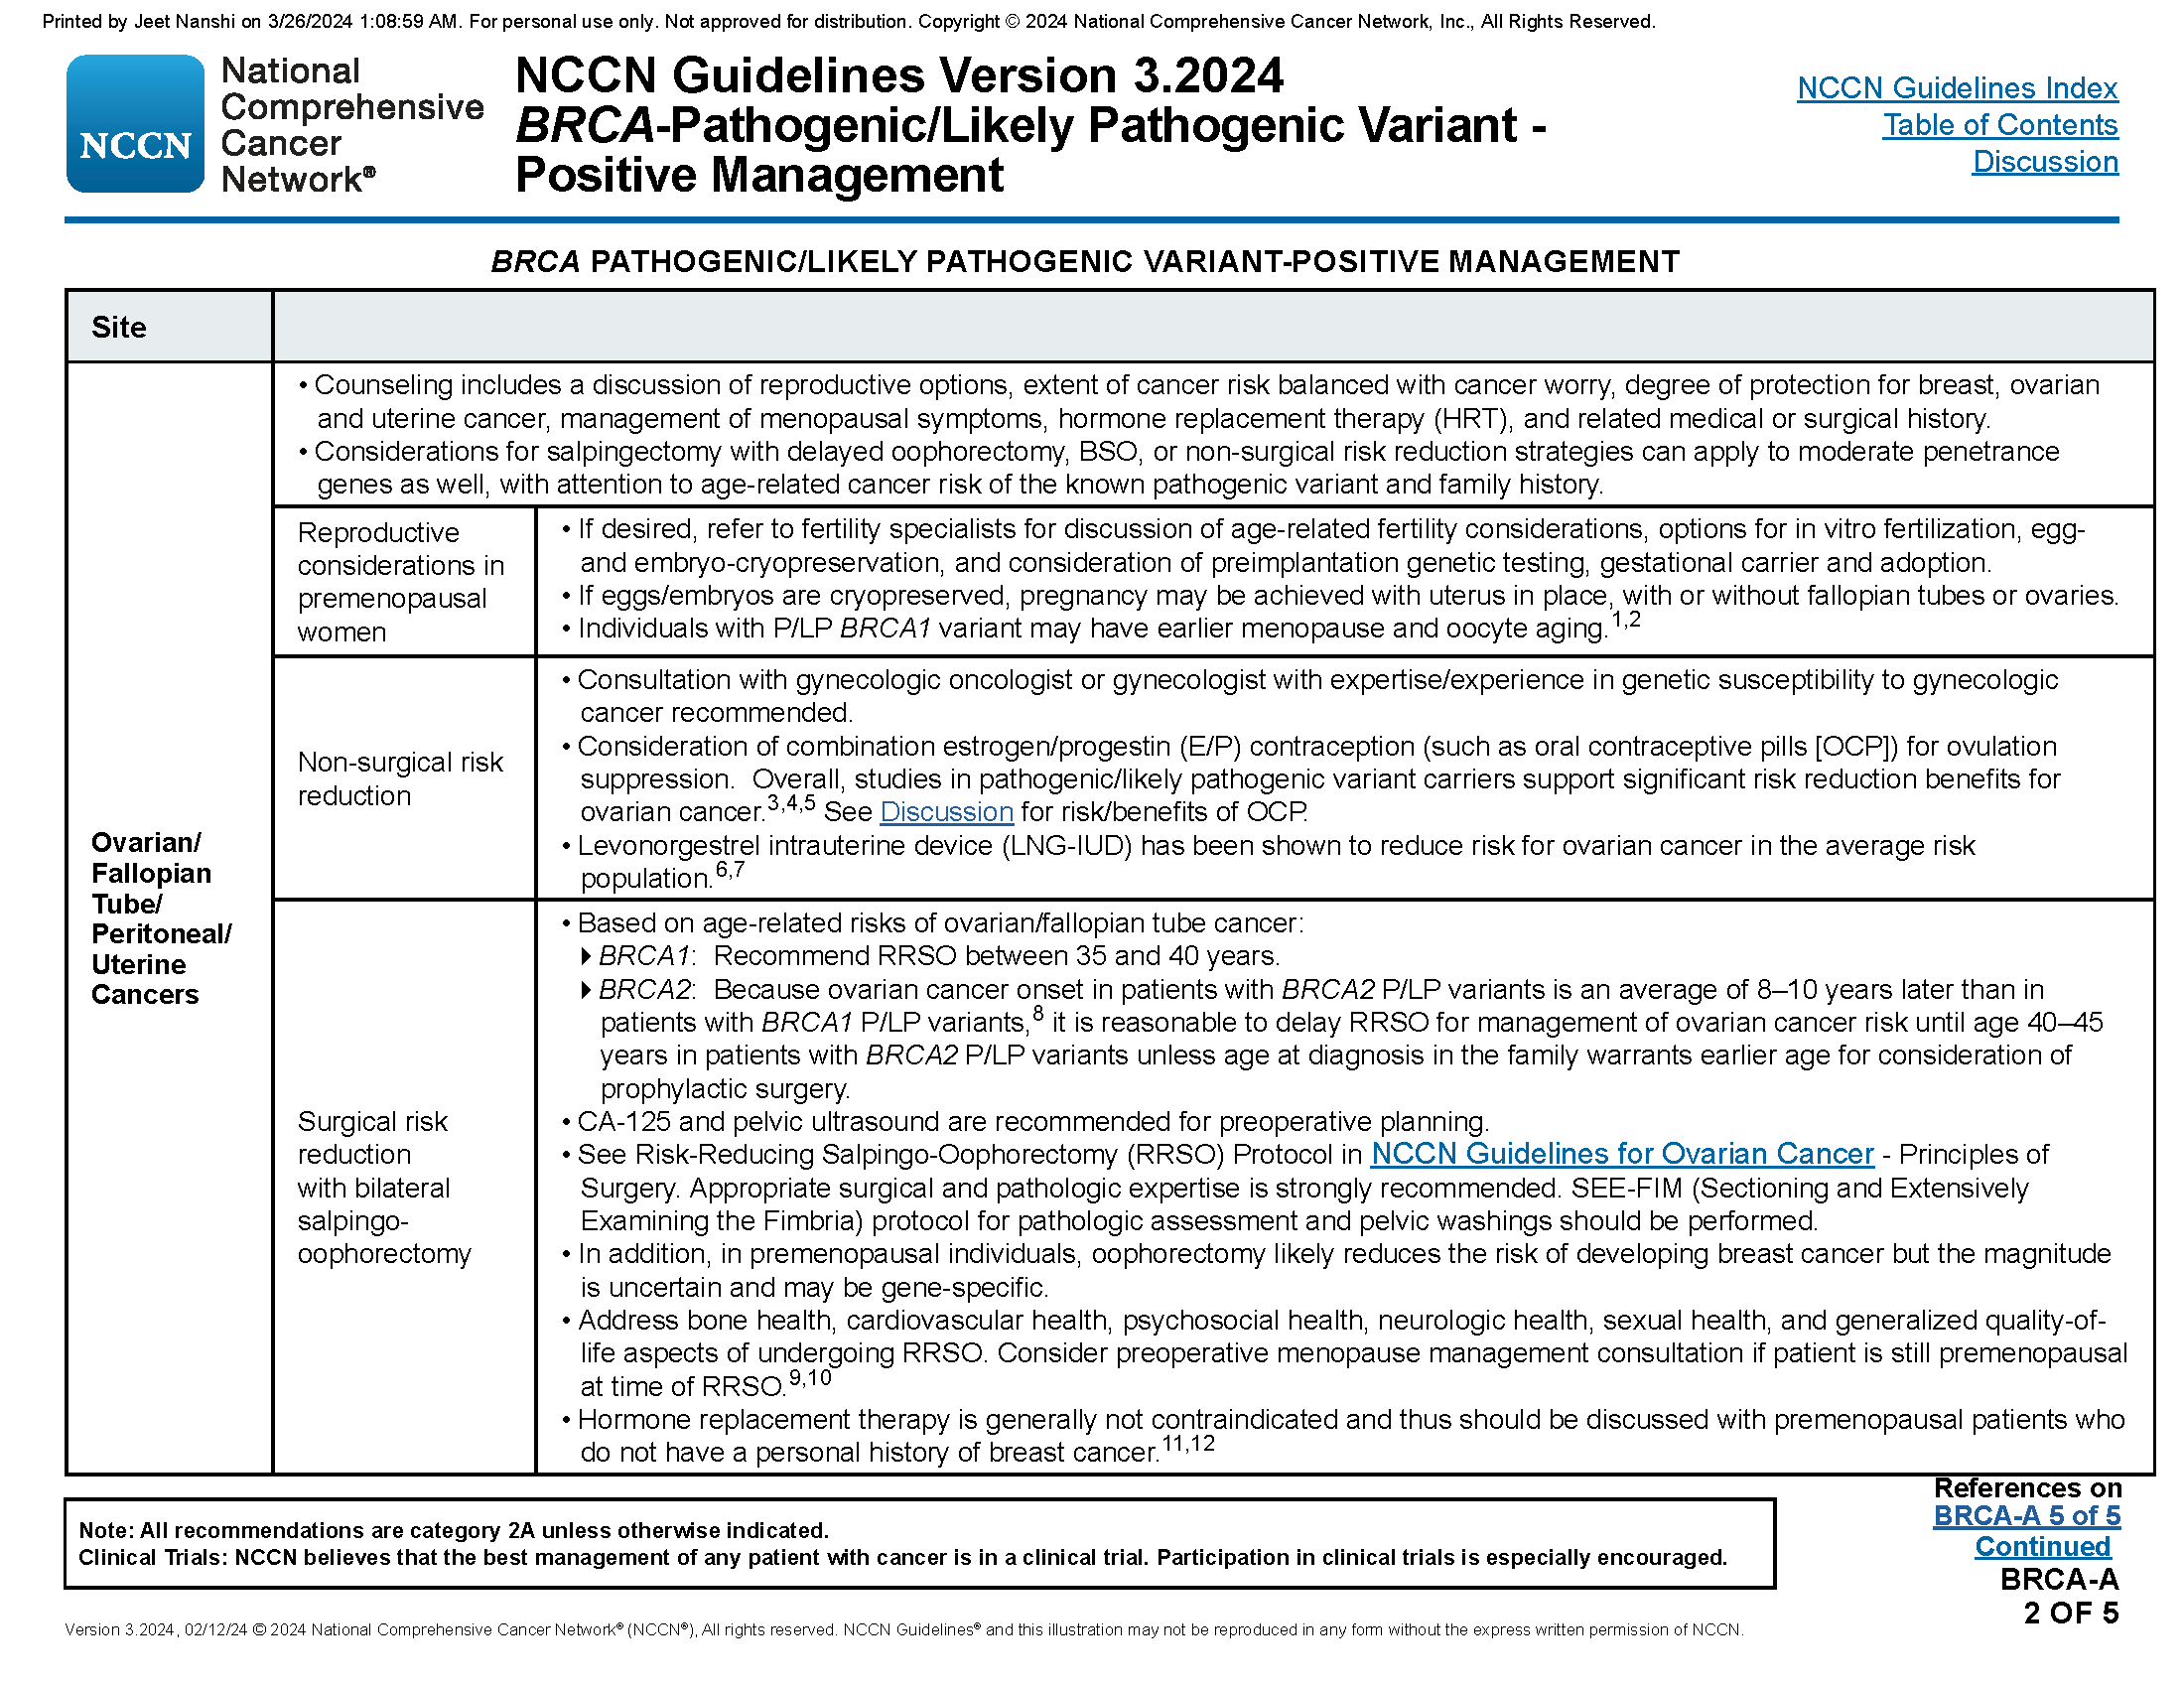 Printed by Jeet Nanshi on 3/26/2024 1:08:59 AM. For personal use only. Not approved for distribution. Copyright © 2024 National Comprehensive Cancer Network, Inc., All Rights Reserved.
NCCN
National
Comprehensive
Cancer
Network®
NCCN Guidelines Version 3.2024
BRCA-Pathogenic/Likely Pathogenic Variant -
Positive Management
NCCN Guidelines Index
Table of Contents
Discussion
BRCA PATHOGENIC/LIKELY PATHOGENIC VARIANT-POSITIVE MANAGEMENT
Site
Ovarian/
Fallopian
Tube/
Peritoneal/
Uterine
Cancers
• Counseling includes a discussion of reproductive options, extent of cancer risk balanced with cancer worry, degree of protection for breast, ovarian
and uterine cancer, management of menopausal symptoms, hormone replacement therapy (HRT), and related medical or surgical history.
• Considerations for salpingectomy with delayed oophorectomy, BSO, or non-surgical risk reduction strategies can apply to moderate penetrance
genes as well, with attention to age-related cancer risk of the known pathogenic variant and family history.
Reproductive
considerations in
premenopausal
women
• If desired, refer to fertility specialists for discussion of age-related fertility considerations, options for in vitro fertilization, egg-
and embryo-cryopreservation, and consideration of preimplantation genetic testing, gestational carrier and adoption.
• If eggs/embryos are cryopreserved, pregnancy may be achieved with uterus in place, with or without fallopian tubes or ovaries.
• Individuals with P/LP BRCA1 variant may have earlier menopause and oocyte aging.1,2
Non-surgical risk
reduction
• Consultation with gynecologic oncologist or gynecologist with expertise/experience in genetic susceptibility to gynecologic
cancer recommended.
• Consideration of combination estrogen/progestin (E/P) contraception (such as oral contraceptive pills [OCP]) for ovulation
suppression.  Overall, studies in pathogenic/likely pathogenic variant carriers support significant risk reduction benefits for
ovarian cancer.3,4,5 See Discussion for risk/benefits of OCP.
• Levonorgestrel intrauterine device (LNG-IUD) has been shown to reduce risk for ovarian cancer in the average risk
population.6,7
Surgical risk
reduction
with bilateral
salpingo-
oophorectomy
• Based on age-related risks of ovarian/fallopian tube cancer:
▸ BRCA1:  Recommend RRSO between 35 and 40 years.
▸ BRCA2:  Because ovarian cancer onset in patients with BRCA2 P/LP variants is an average of 8–10 years later than in
patients with BRCA1 P/LP variants,8 it is reasonable to delay RRSO for management of ovarian cancer risk until age 40–45
years in patients with BRCA2 P/LP variants unless age at diagnosis in the family warrants earlier age for consideration of
prophylactic surgery.
• CA-125 and pelvic ultrasound are recommended for preoperative planning.
• See Risk-Reducing Salpingo-Oophorectomy (RRSO) Protocol in NCCN Guidelines for Ovarian Cancer - Principles of
Surgery. Appropriate surgical and pathologic expertise is strongly recommended. SEE-FIM (Sectioning and Extensively
Examining the Fimbria) protocol for pathologic assessment and pelvic washings should be performed.
• In addition, in premenopausal individuals, oophorectomy likely reduces the risk of developing breast cancer but the magnitude
is uncertain and may be gene-specific.
• Address bone health, cardiovascular health, psychosocial health, neurologic health, sexual health, and generalized quality-of-
life aspects of undergoing RRSO. Consider preoperative menopause management consultation if patient is still premenopausal
at time of RRSO.9,10
• Hormone replacement therapy is generally not contraindicated and thus should be discussed with premenopausal patients who
do not have a personal history of breast cancer.11,12
References on
BRCA-A 5 of 5
Continued
BRCA-A
2 OF 5
Note: All recommendations are category 2A unless otherwise indicated.
Clinical Trials: NCCN believes that the best management of any patient with cancer is in a clinical trial. Participation in clinical trials is especially encouraged.
Version 3.2024, 02/12/24 © 2024 National Comprehensive Cancer Network® (NCCN®), All rights reserved. NCCN Guidelines® and this illustration may not be reproduced in any form without the express written permission of NCCN.